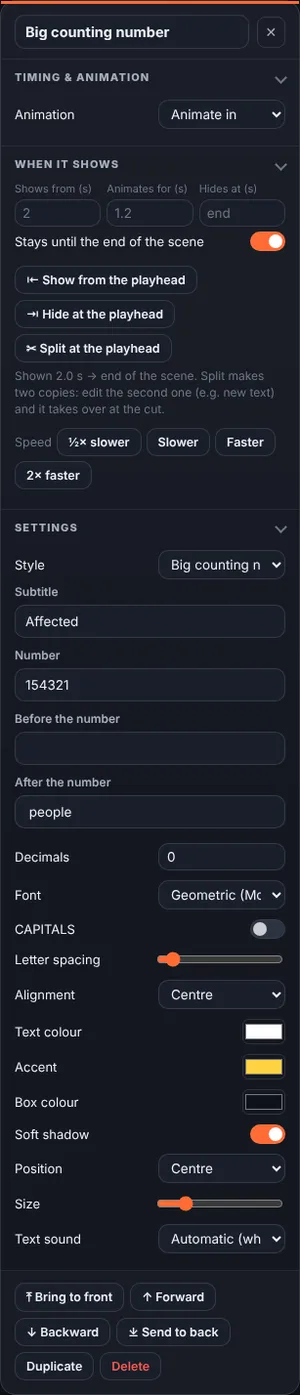 Big counting number ✕
TIMING & ANIMATION
Animation Animate in
WHEN IT SHOWS
Shows from (s) Animates for (s) Hides at (s)
2 1.2 end
Stays until the end of the scene
⇤ Show from the playhead
⇥ Hide at the playhead
✂ Split at the playhead
Shown 2.0 s → end of the scene. Split makes
two copies: edit the second one (e.g. new text)
and it takes over at the cut.
Speed ½× slower Slower Faster
2× faster
SETTINGS
Style Big counting n
Subtitle
Affected
Number
154321
Before the number
After the number
people
Decimals 0
Font Geometric (Mc
CAPITALS
Letter spacing
Alignment Centre
Text colour
Accent
Box colour
Soft shadow
Position Centre
Size
Text sound Automatic (wh
⤒ Bring to front ↑ Forward
↓ Backward ⤓ Send to back
Duplicate Delete